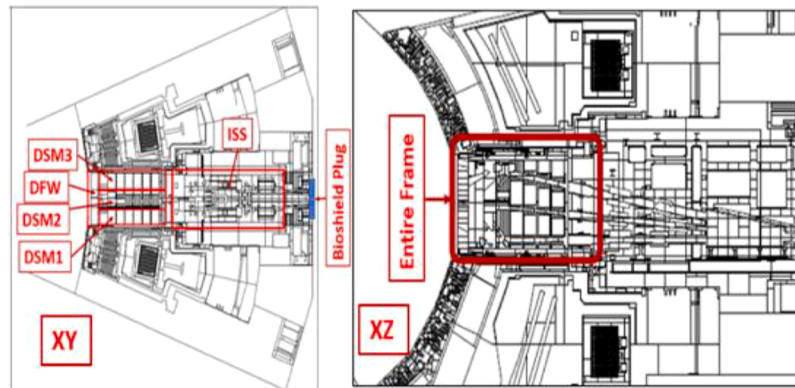 ISS
DSM3
DFW
DSM2
DSM1
Bioshield Plug
XY
Entire Frame
XZ